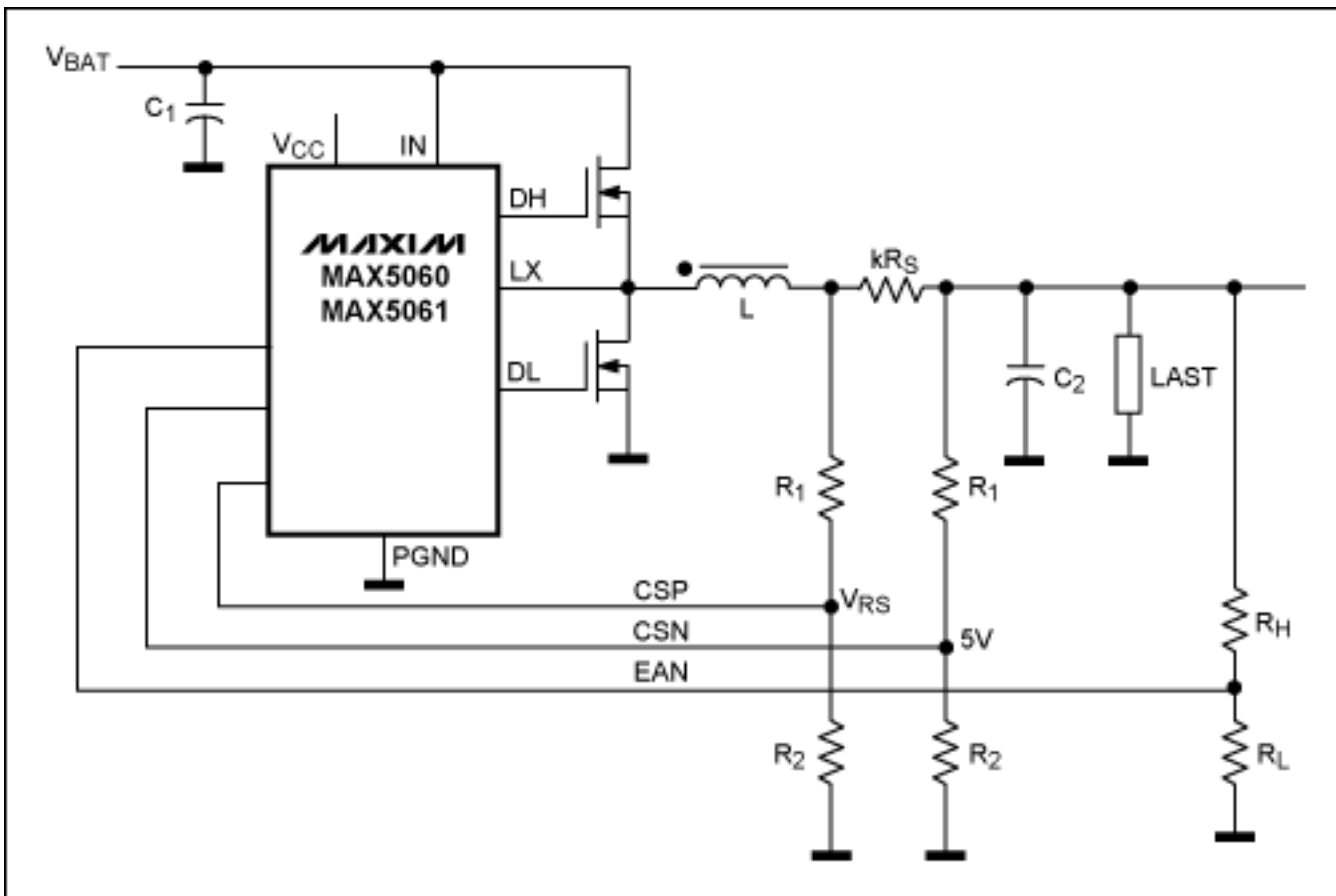 VBAT
C1
VCC
IN
DH
MAXIM
MAX5060
MAX5061
LX
kRS
L
DL
C2
LAST
R1
R1
PGND
CSP
VRS
CSN
5V
RH
EAN
R2
R2
RL